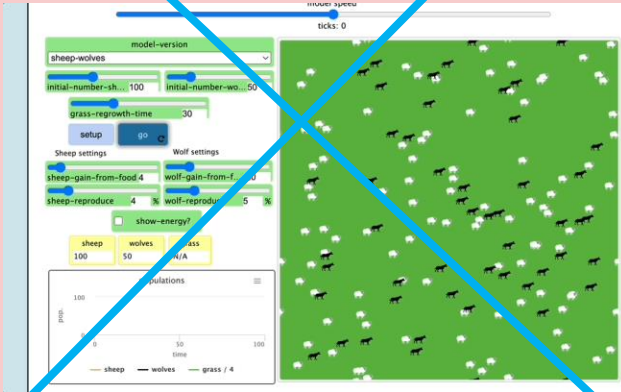 model speed
ticks: 0
model-version
sheep-wolves
initial-number-sh... 100 initial-number-wo... 50
grass-regrowth-time 30
setup go
Sheep settings Wolf settings
sheep-gain-from-food 4 wolf-gain-from-f...
sheep-reproduce 4 % wolf-reprodu 5 %
show-energy?
sheep wolves
100 50 N/A
100
pop.
0
0 50 100
time
sheep wolves grass / 4